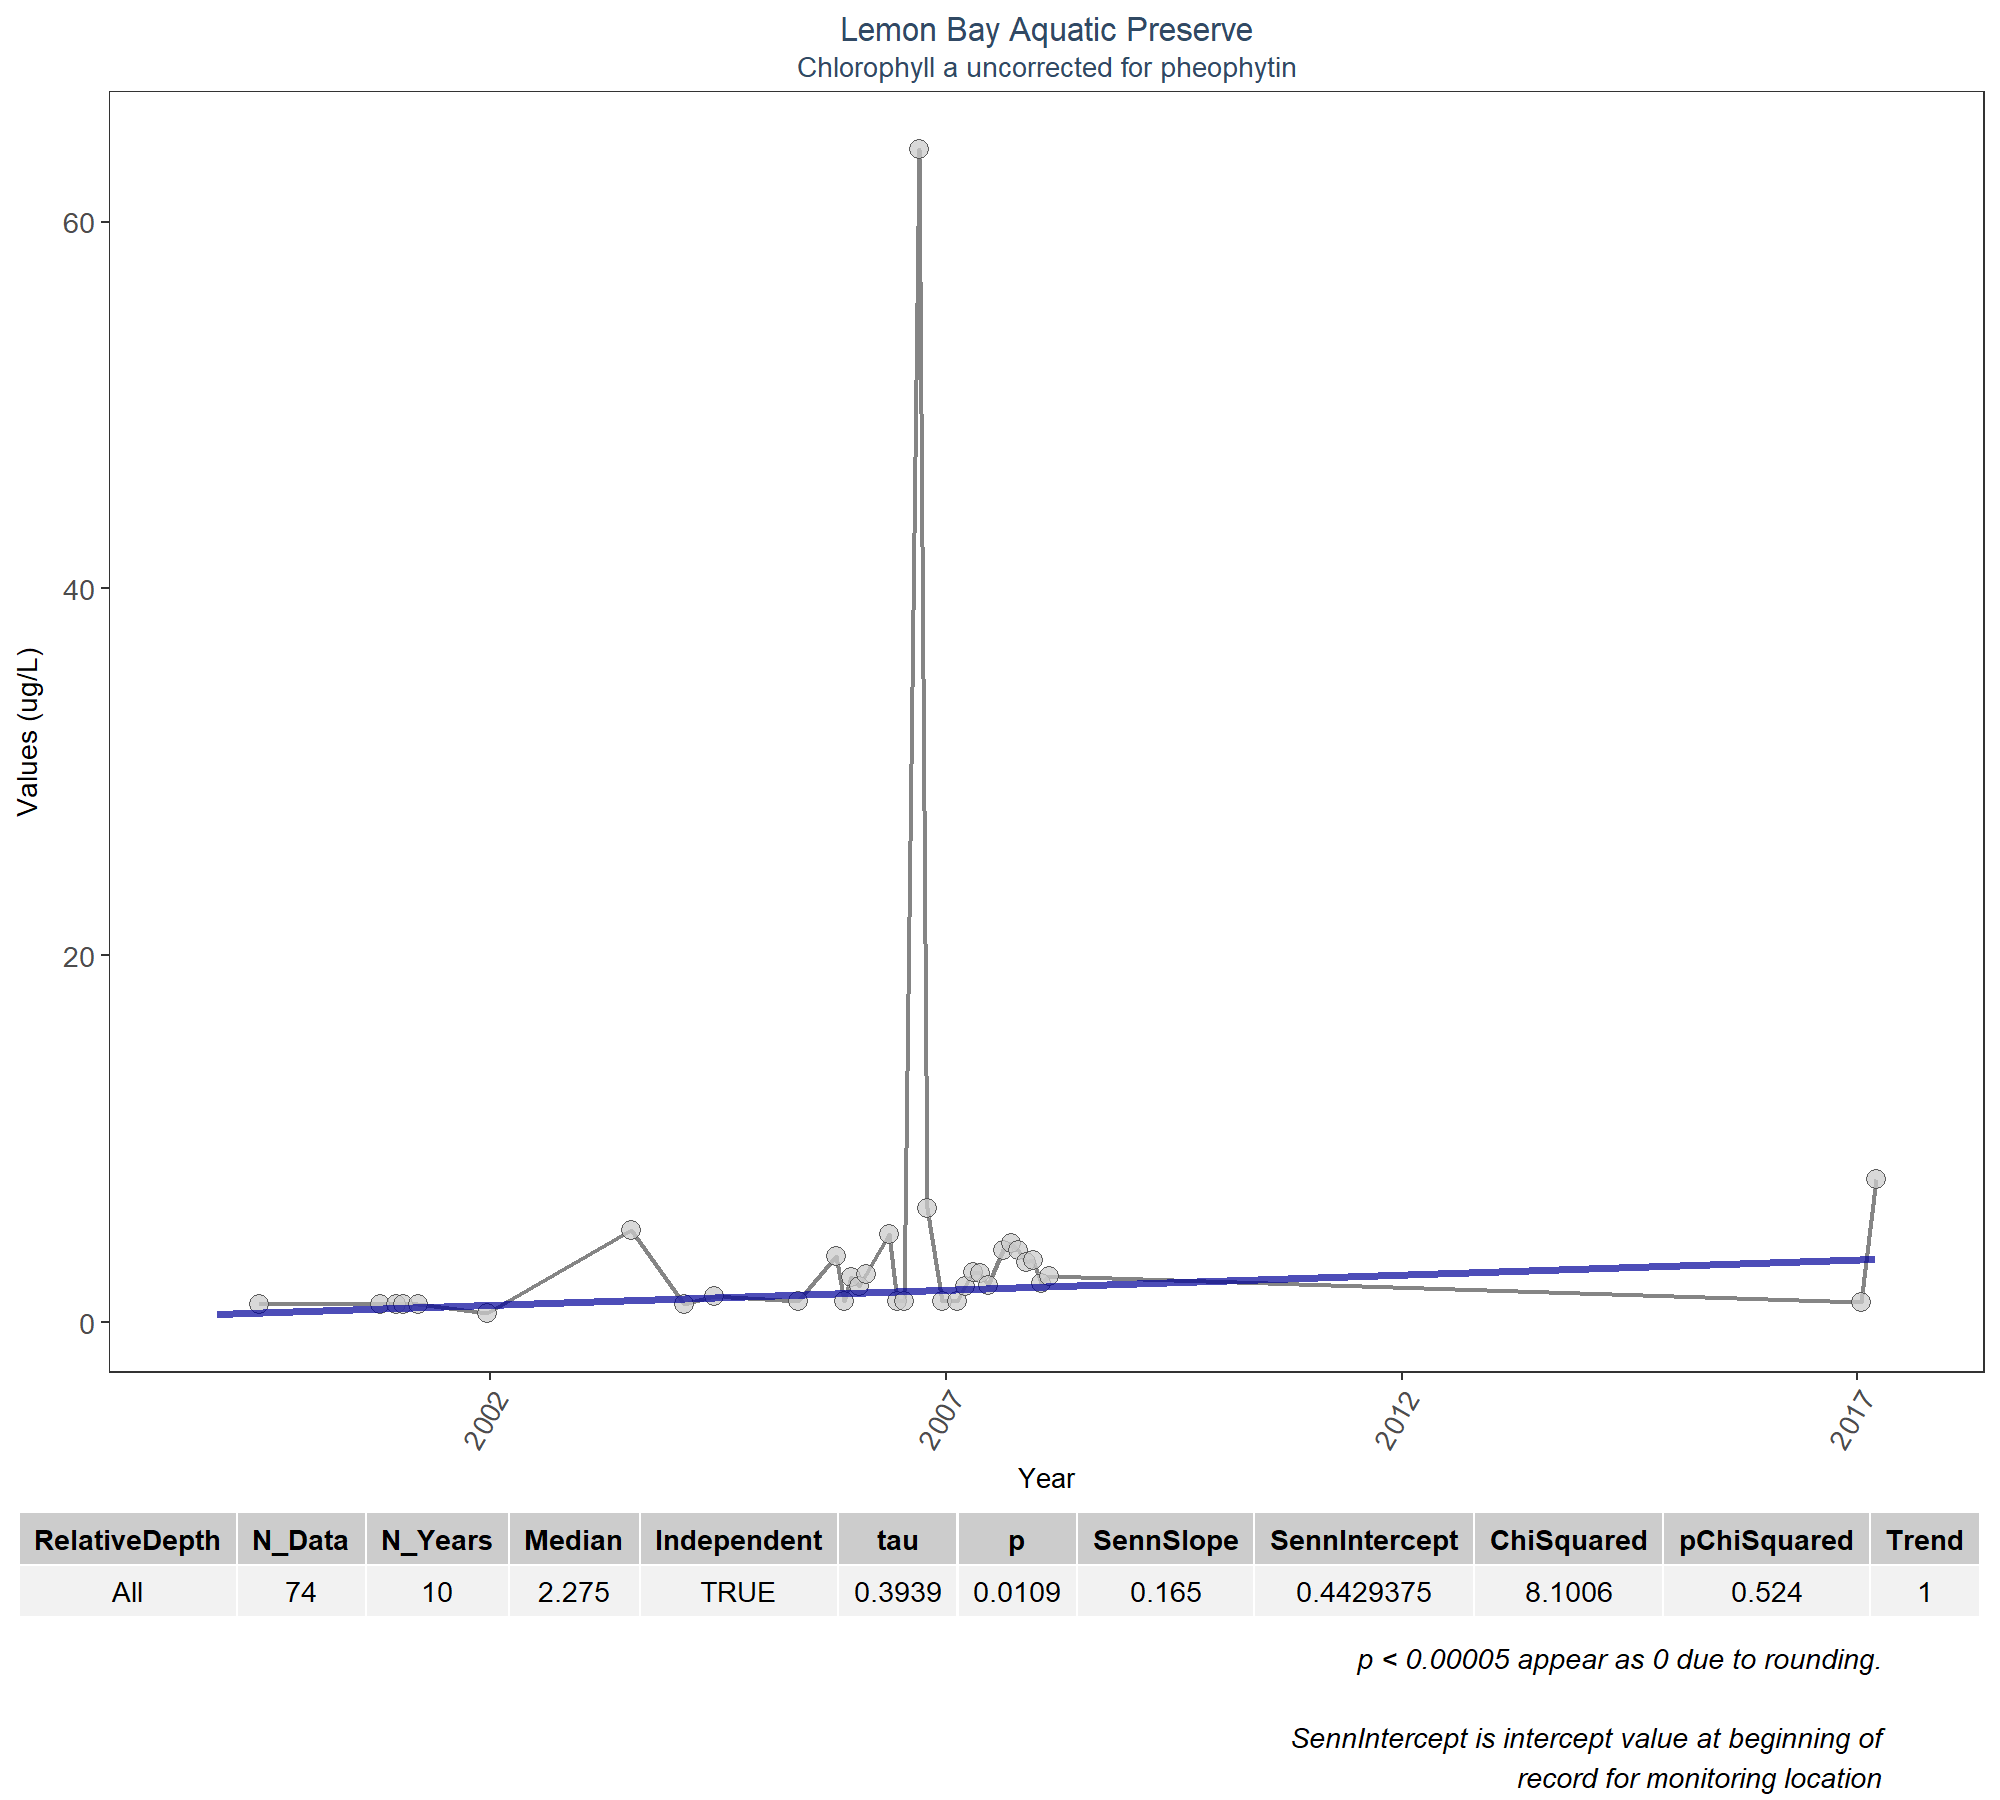 Lemon Bay Aquatic Preserve
Chlorophyll a uncorrected for pheophytin
Values (ug/L)
60
40
20
0
2002 2007 2012 2017
Year
RelativeDepth N_Data N_Years Median Independent tau p SennSlope SennIntercept ChiSquared pChiSquared Trend
All 74 10 2.275 TRUE 0.3939 0.0109 0.165 0.4429375 8.1006 0.524 1
p < 0.00005 appear as 0 due to rounding.
SennIntercept is intercept value at beginning of
record for monitoring location